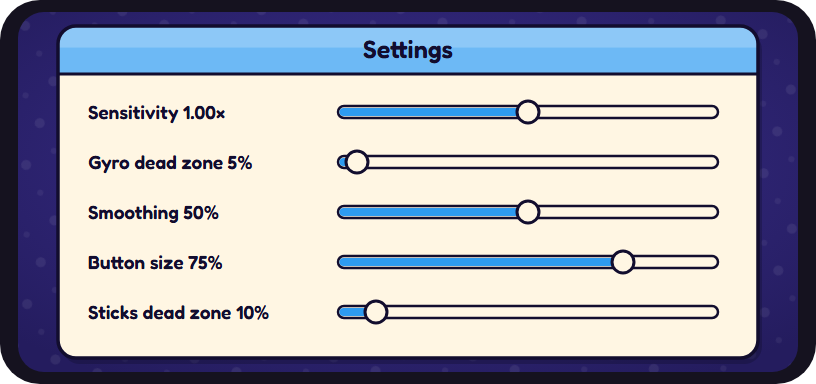 Settings
Sensitivity 1.00×
Gyro dead zone 5%
Smoothing 50%
Button size 75%
Sticks dead zone 10%